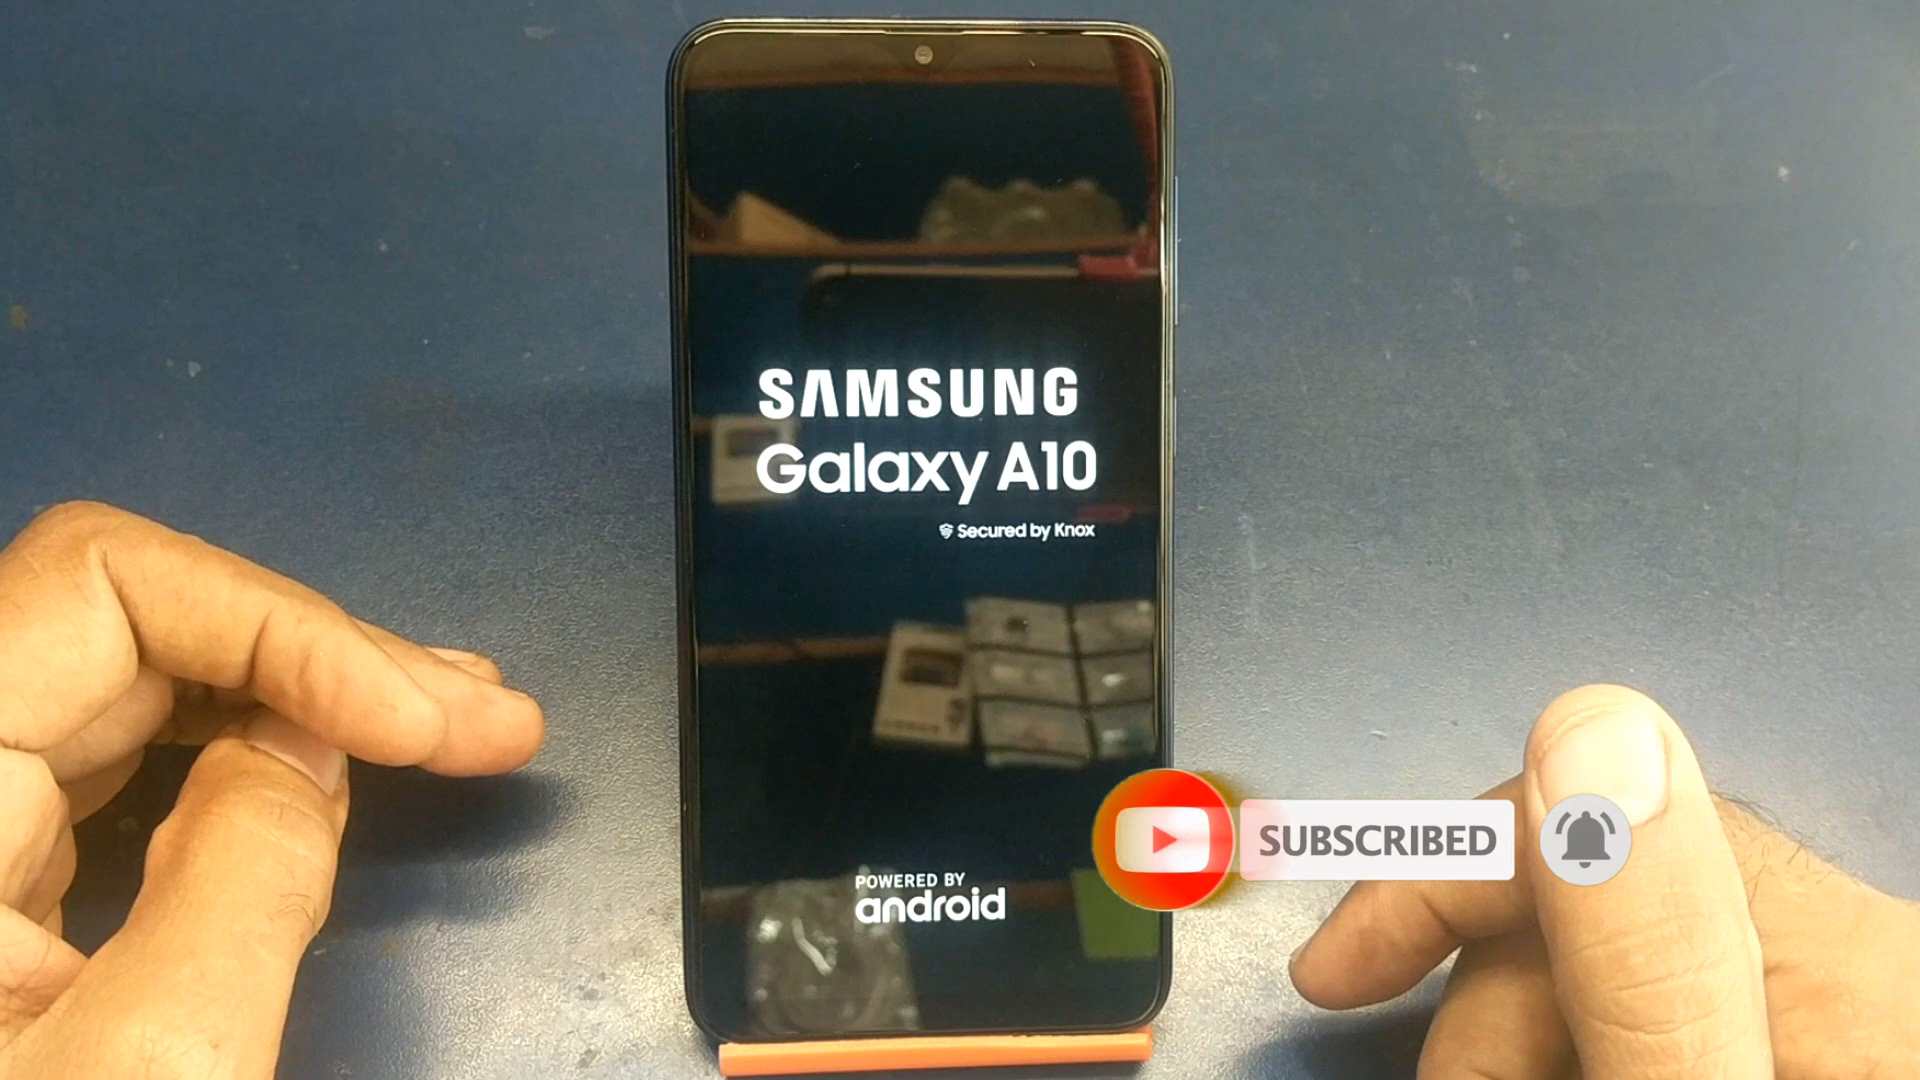 SAMSUNG
Galaxy A10
Secured by Knox
POWERED BY
android
SUBSCRIBED